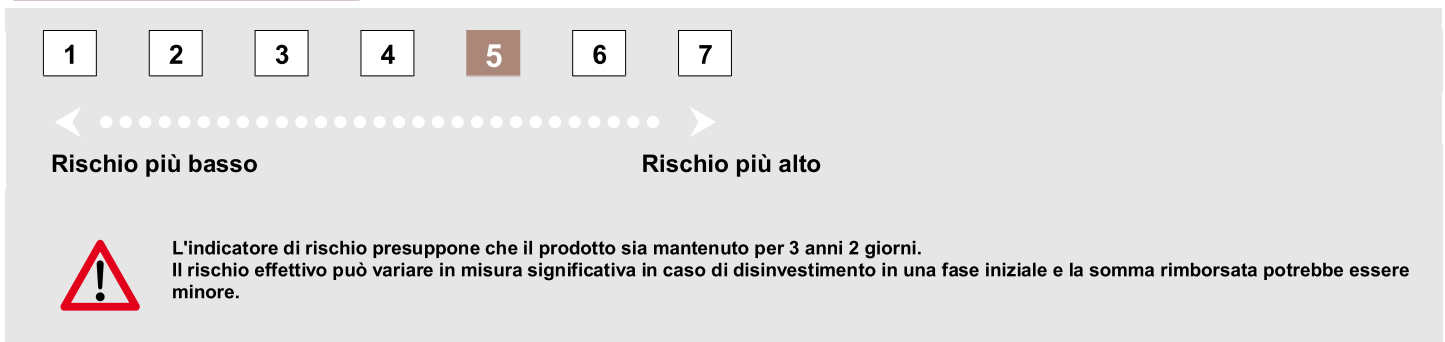 1 2 3 4 5 6 7
Rischio più basso Rischio più alto
L'indicatore di rischio presuppone che il prodotto sia mantenuto per 3 anni 2 giorni.
Il rischio effettivo può variare in misura significativa in caso di disinvestimento in una fase iniziale e la somma rimborsata potrebbe essere
minore.